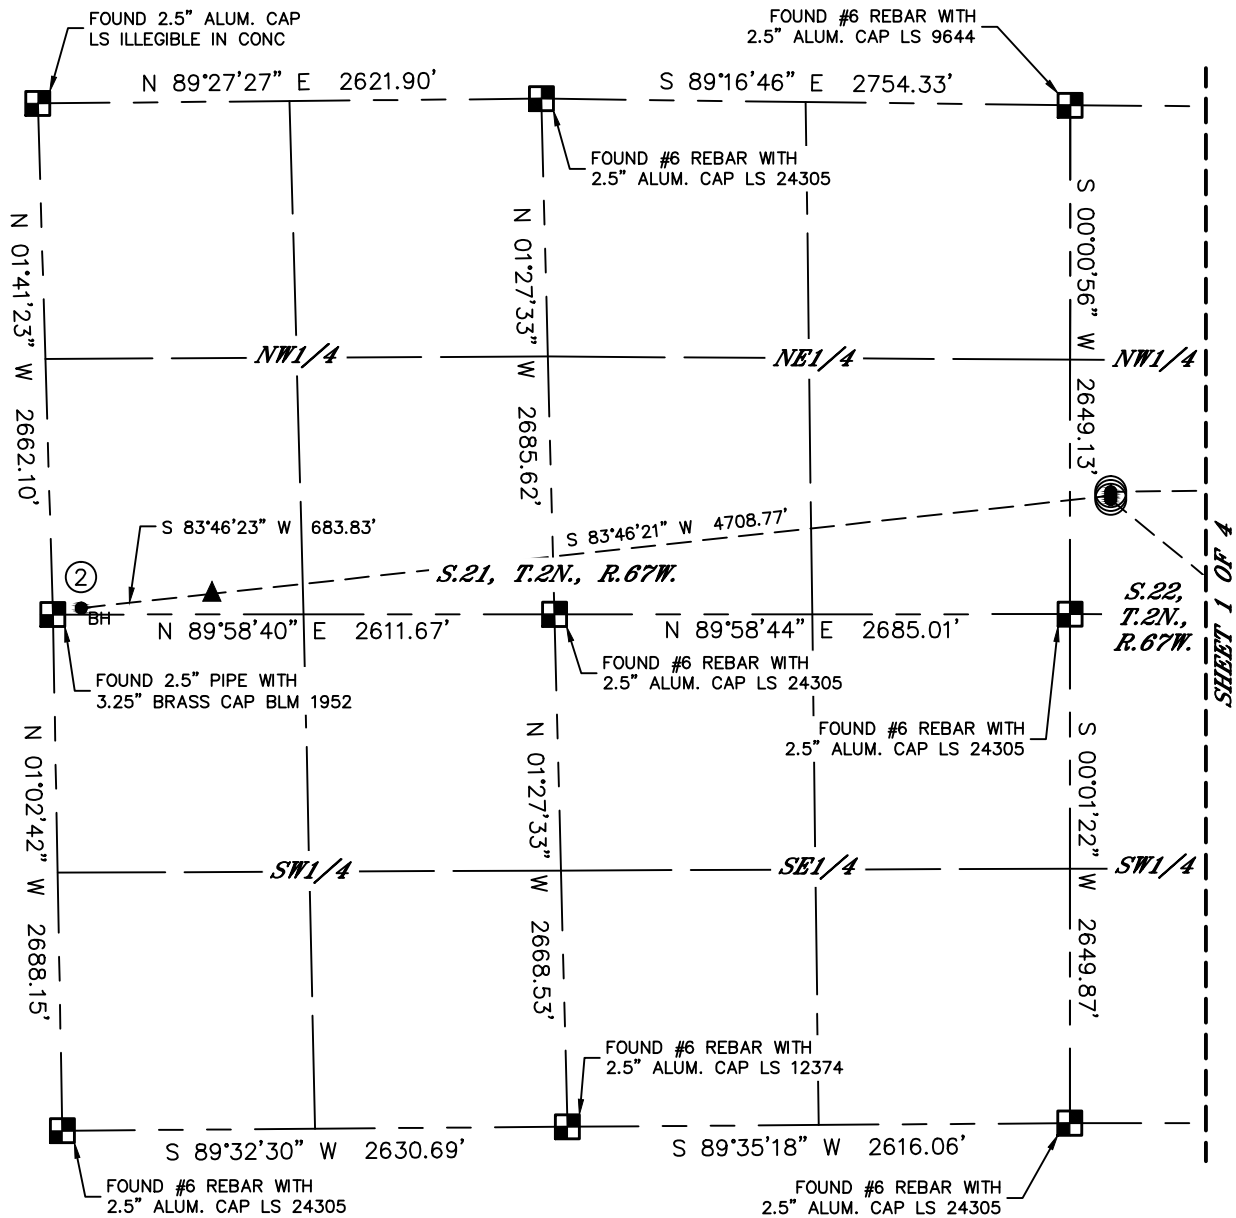 FOUND 2.5" ALUM. CAP
LS ILLEGIBLE IN CONC
FOUND #6 REBAR WITH
2.5" ALUM. CAP LS 9644
N 89°27'27" E 2621.90'
S 89°16'46" E 2754.33'
FOUND #6 REBAR WITH
2.5" ALUM. CAP LS 24305
N 01°41'23" W 2662.10'
N 01°27'33" W 2685.62'
S 00°00'56" W 2649.13'
NW1/4
NE1/4
NW1/4
S 83°46'23" W 683.83'
S 83°46'21" W 4708.77'
2
BH
S.21, T.2N., R.67W.
S.22,
T.2N.,
R.67W.
SHEET 1 OF 4
N 89°58'40" E 2611.67'
N 89°58'44" E 2685.01'
FOUND 2.5" PIPE WITH
3.25" BRASS CAP BLM 1952
FOUND #6 REBAR WITH
2.5" ALUM. CAP LS 24305
FOUND #6 REBAR WITH
2.5" ALUM. CAP LS 24305
N 01°02'42" W 2688.15'
N 01°27'33" W 2668.53'
S 00°01'22" W 2649.87'
SW1/4
SE1/4
SW1/4
FOUND #6 REBAR WITH
2.5" ALUM. CAP LS 12374
S 89°32'30" W 2630.69'
S 89°35'18" W 2616.06'
FOUND #6 REBAR WITH
2.5" ALUM. CAP LS 24305
FOUND #6 REBAR WITH
2.5" ALUM. CAP LS 24305